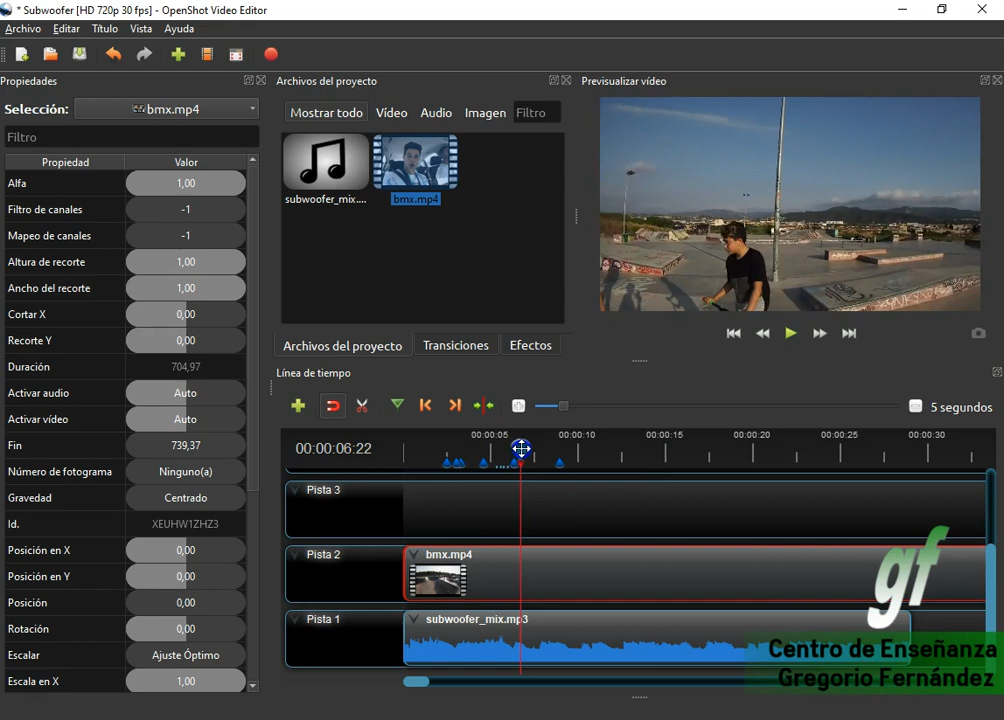 * Subwoofer [HD 720p 30 fps] - OpenShot Video Editor
Archivo Editar Título Vista Ayuda
Propiedades
Selección: bmx.mp4
Filtro
Propiedad Valor
Alfa 1,00
Filtro de canales -1
Mapeo de canales -1
Altura de recorte 1,00
Ancho del recorte 1,00
Cortar X 0,00
Recorte Y 0,00
Duración 704,97
Activar audio Auto
Activar vídeo Auto
Fin 739,37
Número de fotograma Ninguno(a)
Gravedad Centrado
Id. XEUHW1ZHZ3
Posición en X 0,00
Posición en Y 0,00
Posición 0,00
Rotación 0,00
Escalar Ajuste Óptimo
Escala en X 1,00
Archivos del proyecto
Mostrar todo Vídeo Audio Imagen Filtro
subwoofer_mix....
bmx.mp4
Archivos del proyecto Transiciones Efectos
Previsualizar vídeo
Línea de tiempo
5 segundos
00:00:06:22
00:00:05 00:00:10 00:00:15 00:00:20 00:00:25 00:00:30
Pista 3
Pista 2 bmx.mp4
Pista 1 subwoofer_mix.mp3
gf
Centro de Enseñanza
Gregorio Fernández